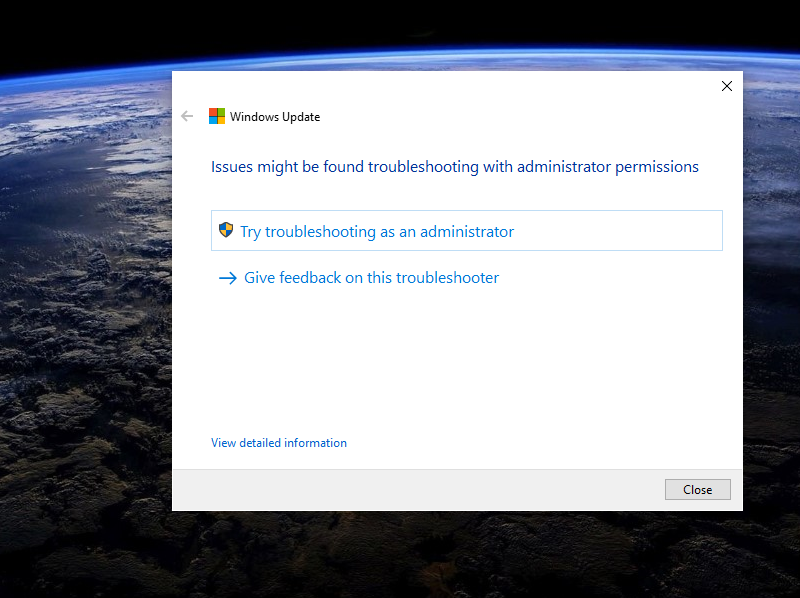 Windows Update
Issues might be found troubleshooting with administrator permissions
Try troubleshooting as an administrator
Give feedback on this troubleshooter
View detailed information
Close